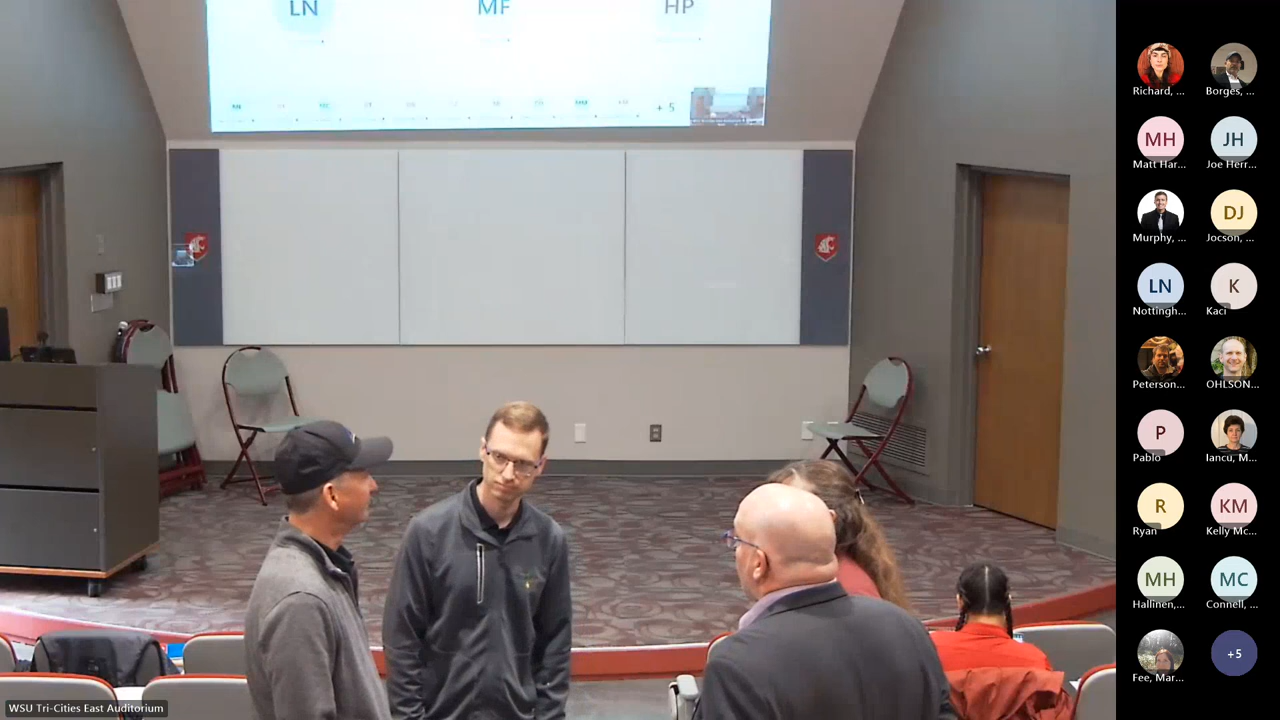 LN
MF
HP
+ 5
WSU Tri-Cities East Auditorium
Richard, ...
Borges, ...
MH
JH
Matt Har...
Joe Herr...
DJ
Murphy, ...
Jocson, ...
LN
K
Nottingh...
Kaci
Peterson...
OHLSON...
P
Pablo
Iancu, M...
R
KM
Ryan
Kelly Mc...
MH
MC
Hallinen,...
Connell, ...
+5
Fee, Mar...